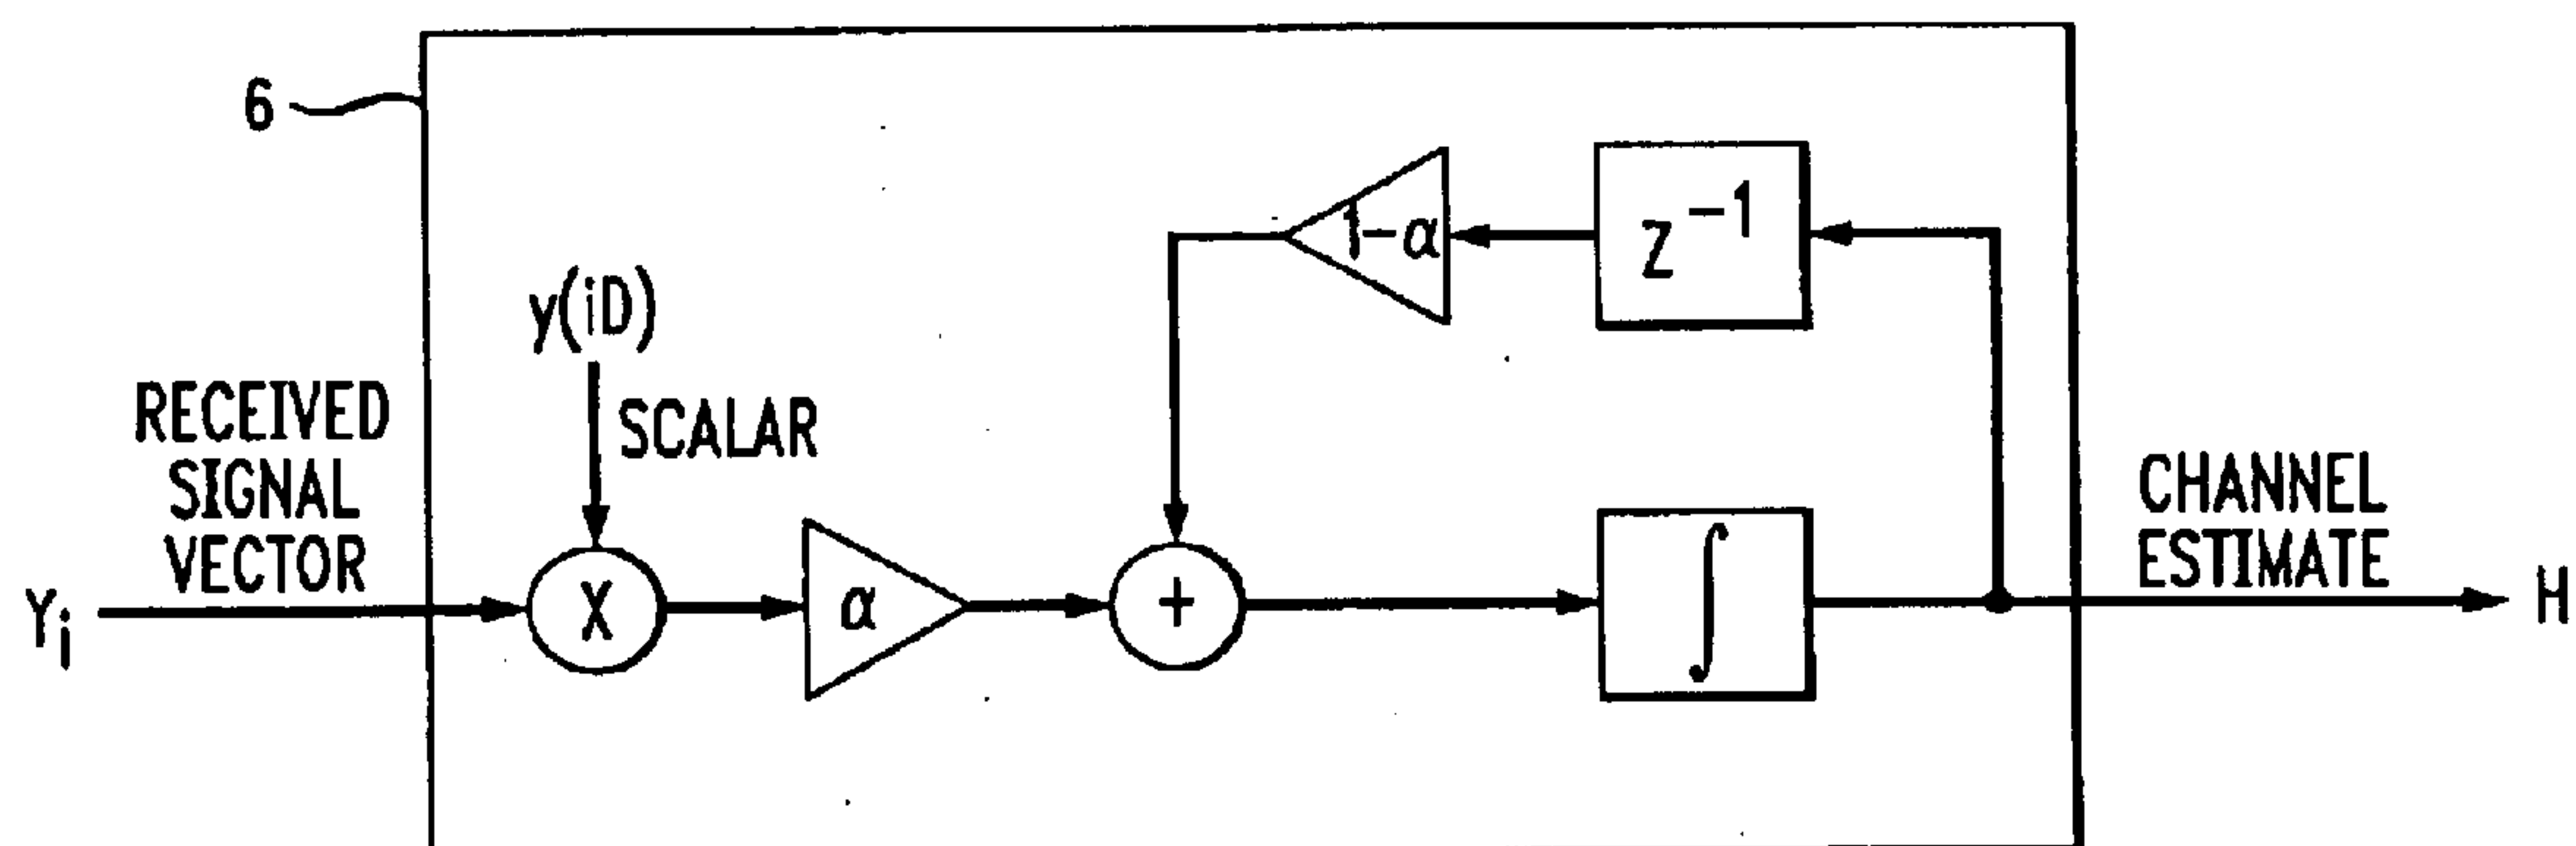 6
1-α
z⁻¹
y(iD)
SCALAR
RECEIVED
SIGNAL
VECTOR
Yᵢ
X
α
+
∫
CHANNEL
ESTIMATE
H